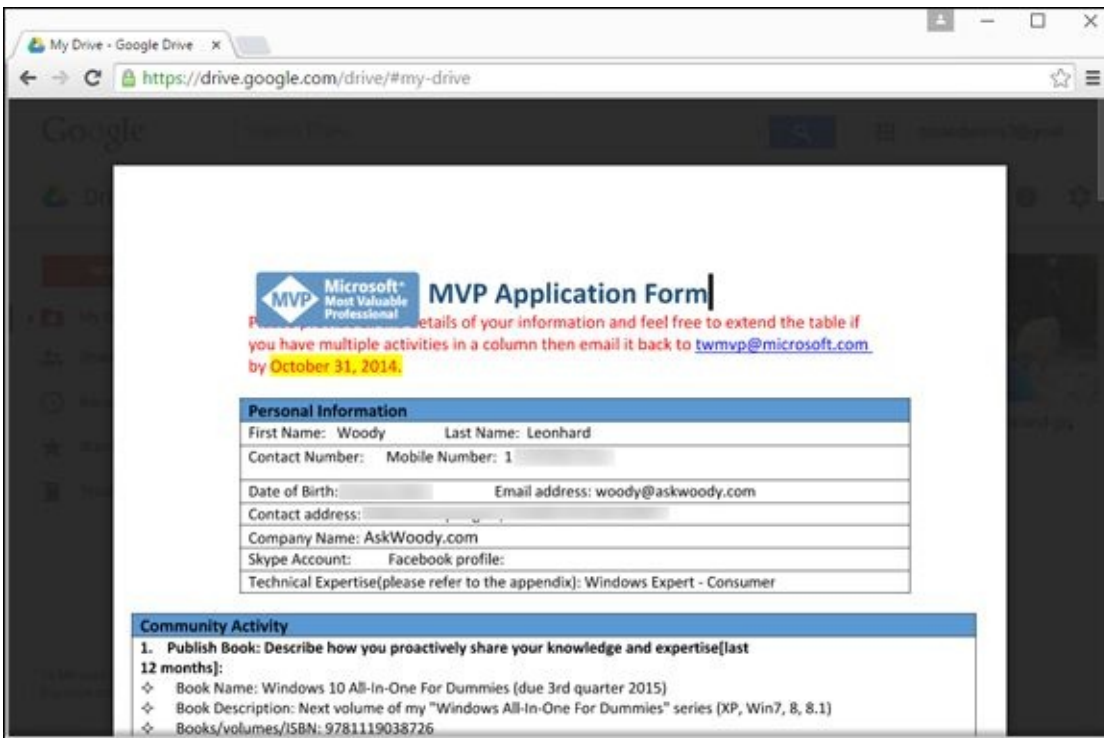 My Drive - Google Drive
https://drive.google.com/drive/#my-drive
Google
MVP
Microsoft
Most Valuable
Professional
MVP Application Form
details of your information and feel free to extend the table if
you have multiple activities in a column then email it back to twmvp@microsoft.com
by October 31, 2014.
Personal Information
First Name: Woody Last Name: Leonhard
Contact Number: Mobile Number: 1
Date of Birth: Email address: woody@askwoody.com
Contact address:
Company Name: AskWoody.com
Skype Account: Facebook profile:
Technical Expertise(please refer to the appendix): Windows Expert - Consumer
Community Activity
1. Publish Book: Describe how you proactively share your knowledge and expertise[last
12 months]:
✧ Book Name: Windows 10 All-In-One For Dummies (due 3rd quarter 2015)
✧ Book Description: Next volume of my "Windows All-In-One For Dummies" series (XP, Win7, 8, 8.1)
✧ Books/volumes/ISBN: 9781119038726